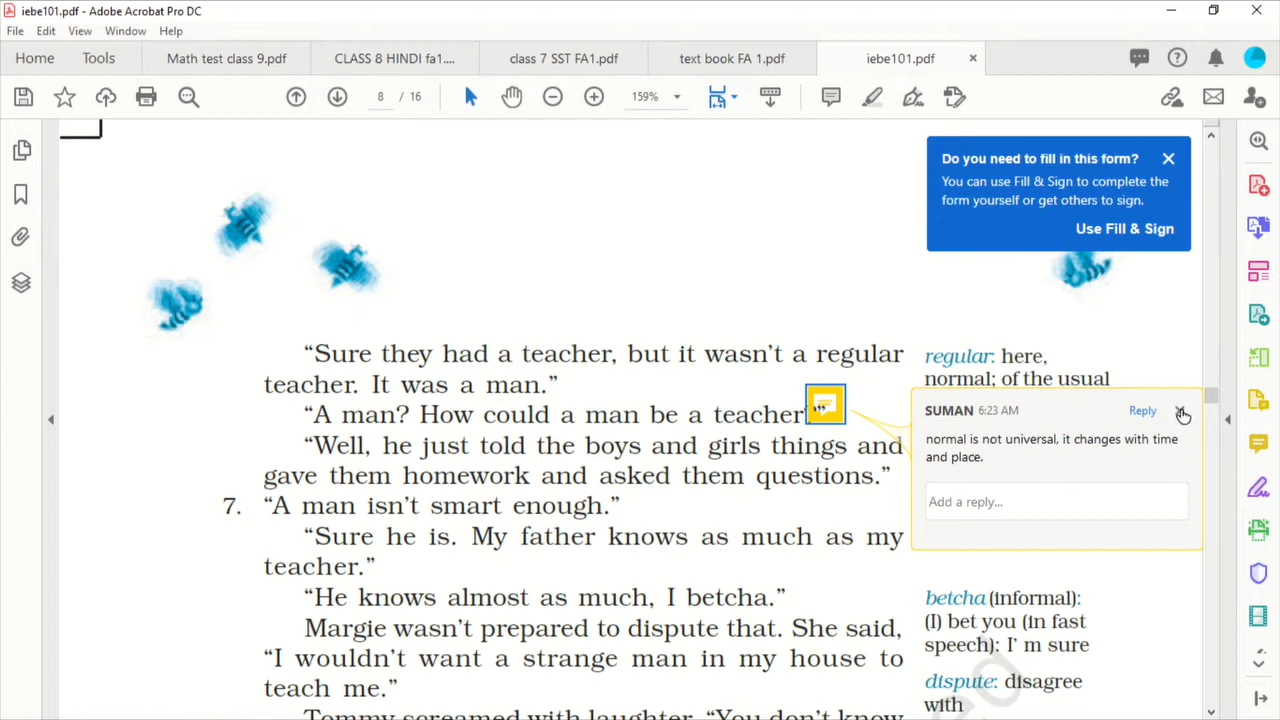 iebe101.pdf - Adobe Acrobat Pro DC
File Edit View Window Help
Home Tools Math test class 9.pdf CLASS 8 HINDI fa1.... class 7 SST FA1.pdf text book FA 1.pdf iebe101.pdf
8 / 16 159%
Do you need to fill in this form?
You can use Fill & Sign to complete the
form yourself or get others to sign.
Use Fill & Sign
“Sure they had a teacher, but it wasn’t a regular
teacher. It was a man.”
“A man? How could a man be a teacher?”
“Well, he just told the boys and girls things and
gave them homework and asked them questions.”
7. “A man isn’t smart enough.”
“Sure he is. My father knows as much as my
teacher.”
“He knows almost as much, I betcha.”
Margie wasn’t prepared to dispute that. She said,
“I wouldn’t want a strange man in my house to
teach me.”
Tommy screamed with laughter. “You don’t know
regular: here,
normal; of the usual
SUMAN 6:23 AM Reply
normal is not universal, it changes with time
and place.
Add a reply...
betcha (informal):
(I) bet you (in fast
speech): I’ m sure
dispute: disagree
with